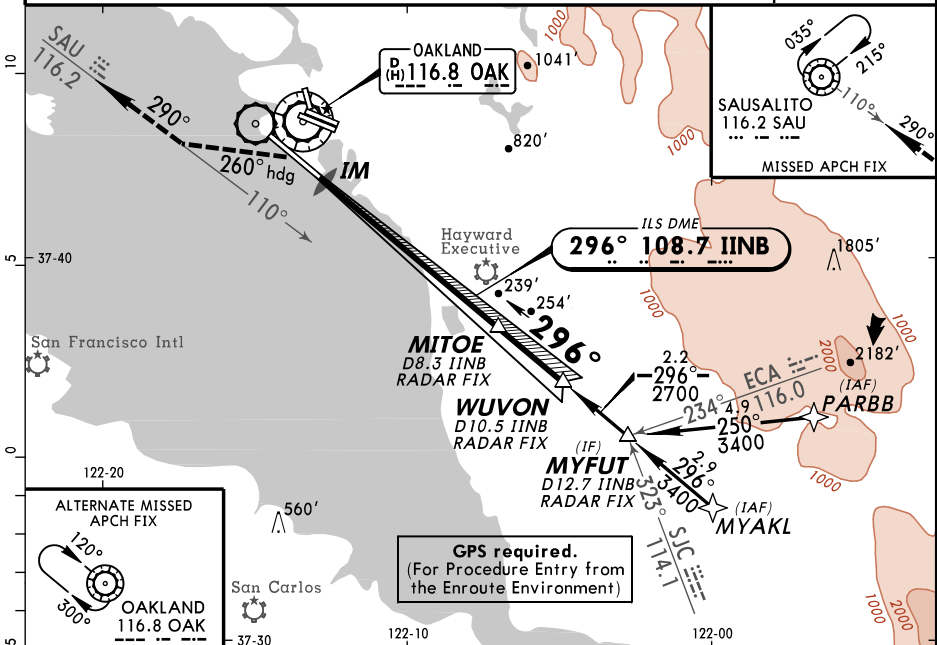 10
5
0
5
SAU
116.2
290°
260° hdg
110°
IM
OAKLAND
D
(H) 116.8 OAK
1041'
820'
1000
1000
035°
215°
SAUSALITO
116.2 SAU
110°
290°
MISSED APCH FIX
37-40
Hayward
Executive
ILS DME
296° 108.7 IINB
1805'
1000
1000
239'
254'
296°
San Francisco Intl
MITOE
D8.3 IINB
RADAR FIX
WUVON
D10.5 IINB
RADAR FIX
2.2
296°
2700
ECA
116.0
234°
2000
2182'
(IAF)
PARBB
4.9
250°
3400
(IF)
MYFUT
D12.7 IINB
RADAR FIX
2.9
296°
3400
(IAF)
MYAKL
323°
SJC
114.1
1000
122-20
ALTERNATE MISSED
APCH FIX
120°
300°
OAKLAND
116.8 OAK
560'
San Carlos
GPS required.
(For Procedure Entry from
the Enroute Environment)
37-30
122-10
122-00
1000
2000